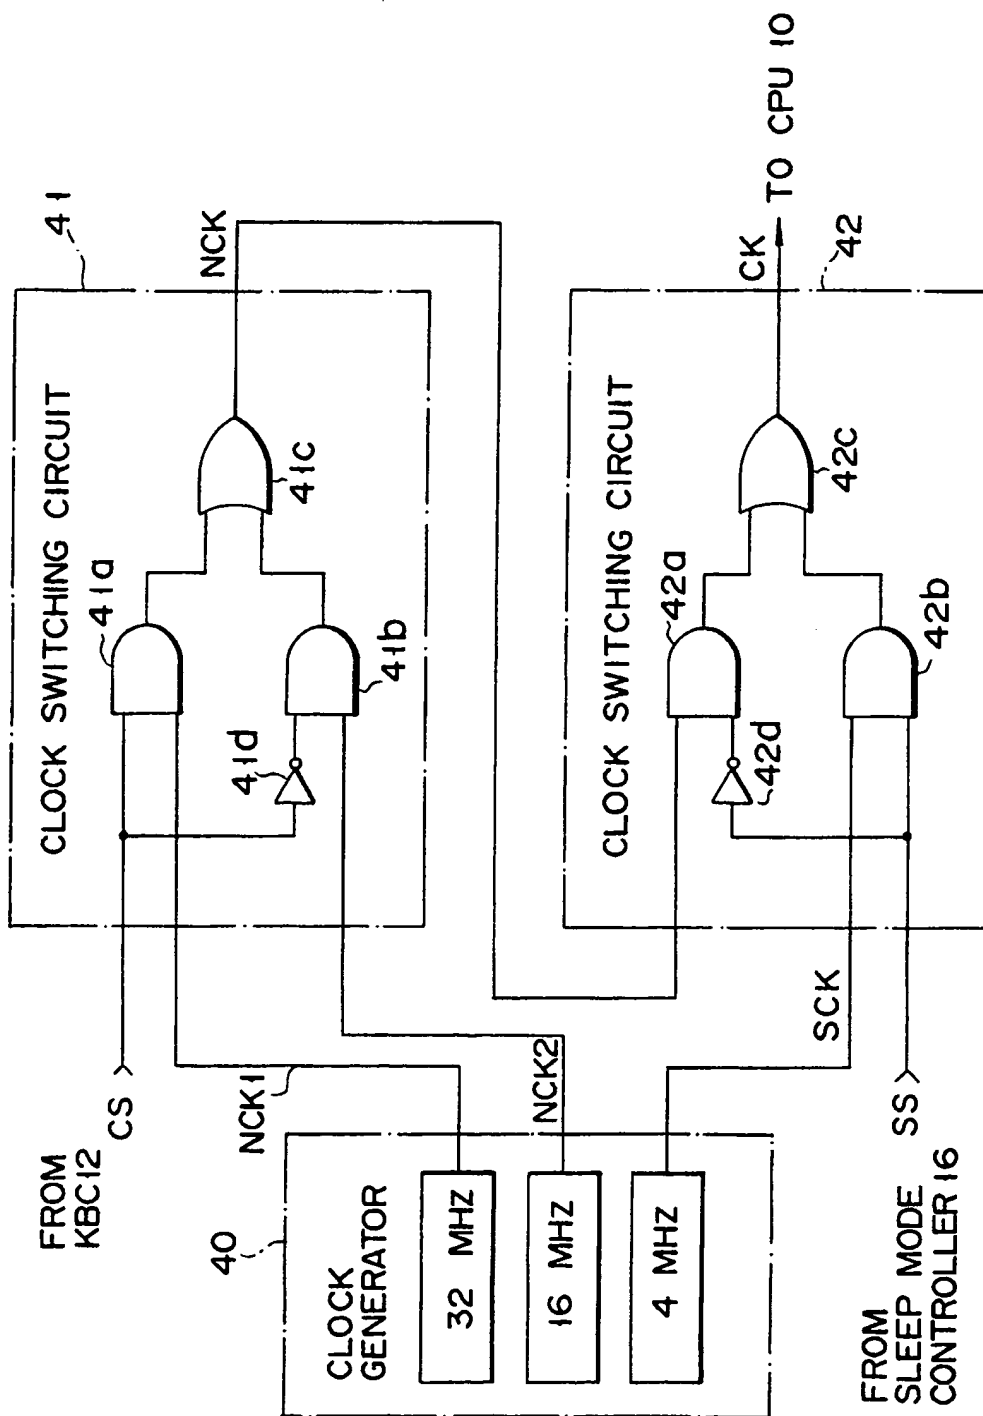 FROM
KBC12
CS
40
CLOCK
GENERATOR
32 MHZ
16 MHZ
4 MHZ
NCK1
NCK2
SCK
FROM
SLEEP MODE
CONTROLLER 16
SS
41
CLOCK SWITCHING CIRCUIT
41a
41b
41c
41d
NCK
42
CLOCK SWITCHING CIRCUIT
42a
42b
42c
42d
CK
TO CPU 10